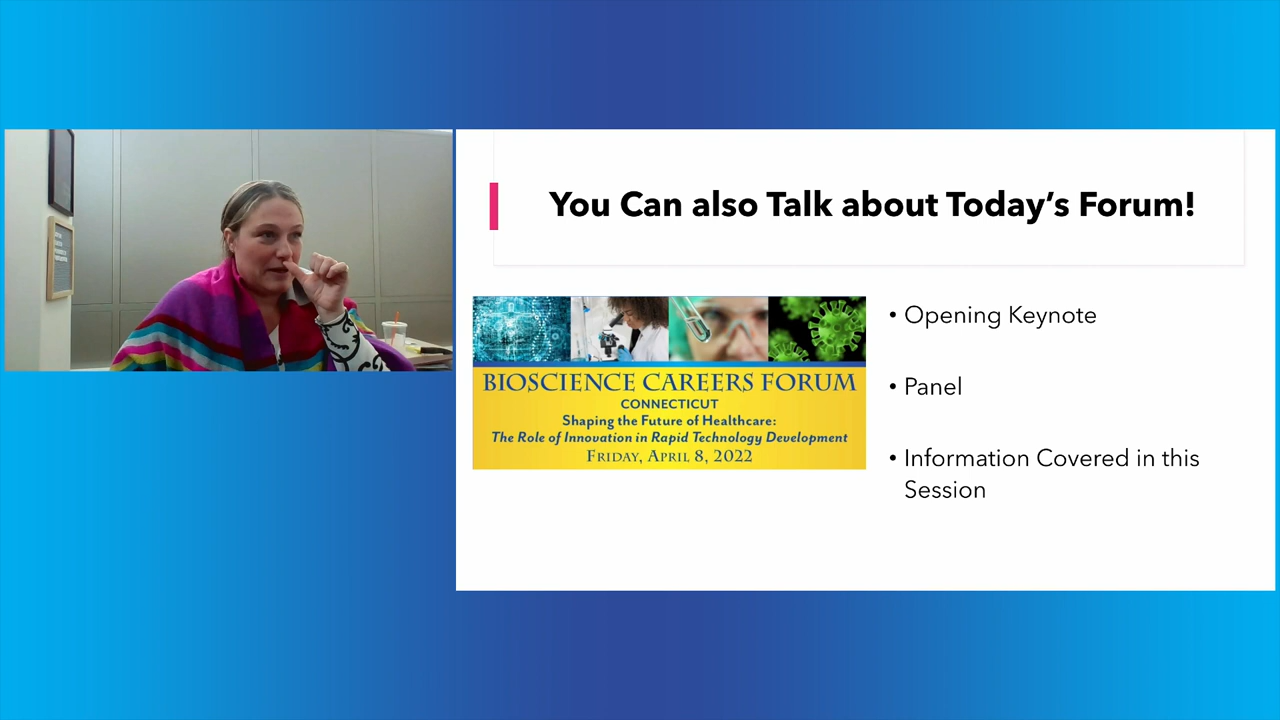 You Can also Talk about Today's Forum!
BIOSCIENCE CAREERS FORUM
CONNECTICUT
Shaping the Future of Healthcare:
The Role of Innovation in Rapid Technology Development
FRIDAY, APRIL 8, 2022
• Opening Keynote
• Panel
• Information Covered in this
Session